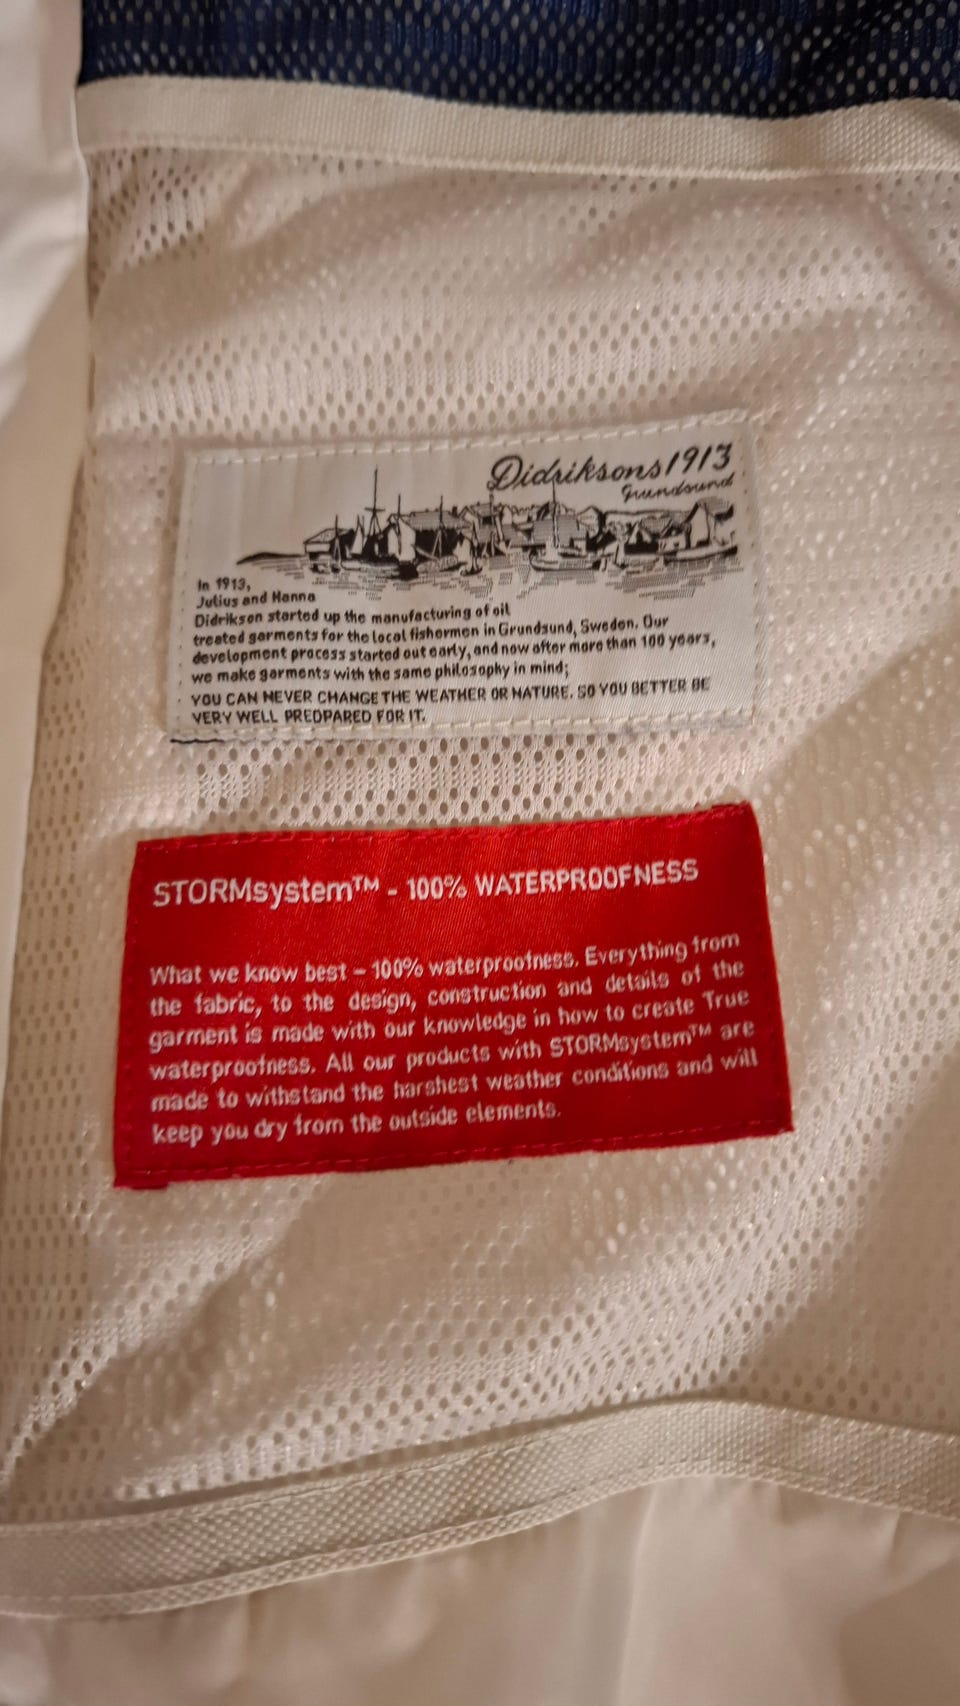 Didriksons1913
Grundsund
In 1913,
Julius and Hanna
Didrikson started up the manufacturing of oil
treated garments for the local fishermen in Grundsund, Sweden. Our
development process started out early, and now after more than 100 years,
we make garments with the same philosophy in mind;
YOU CAN NEVER CHANGE THE WEATHER OR NATURE. SO YOU BETTER BE
VERY WELL PREOPARED FOR IT.
STORMsystem™ - 100% WATERPROOFNESS
What we know best – 100% waterproofness. Everything from
the fabric, to the design, construction and details of the
garment is made with our knowledge in how to create True
waterproofness. All our products with STORMsystem™ are
made to withstand the harshest weather conditions and will
keep you dry from the outside elements.